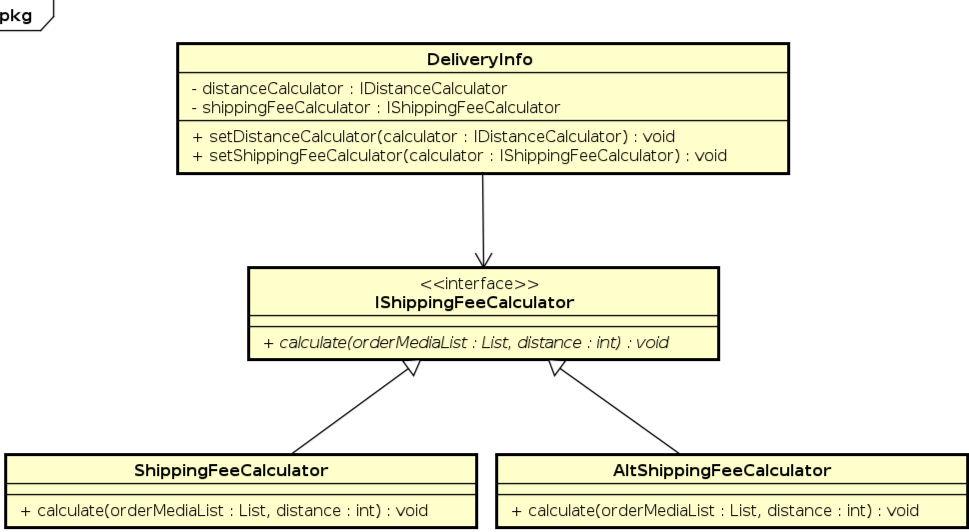 pkg
DeliveryInfo
- distanceCalculator : IDistanceCalculator
- shippingFeeCalculator : IShippingFeeCalculator
+ setDistanceCalculator(calculator : IDistanceCalculator) : void
+ setShippingFeeCalculator(calculator : IShippingFeeCalculator) : void
<<interface>>
IShippingFeeCalculator
+ calculate(orderMediaList : List, distance : int) : void
ShippingFeeCalculator
+ calculate(orderMediaList : List, distance : int) : void
AltShippingFeeCalculator
+ calculate(orderMediaList : List, distance : int) : void